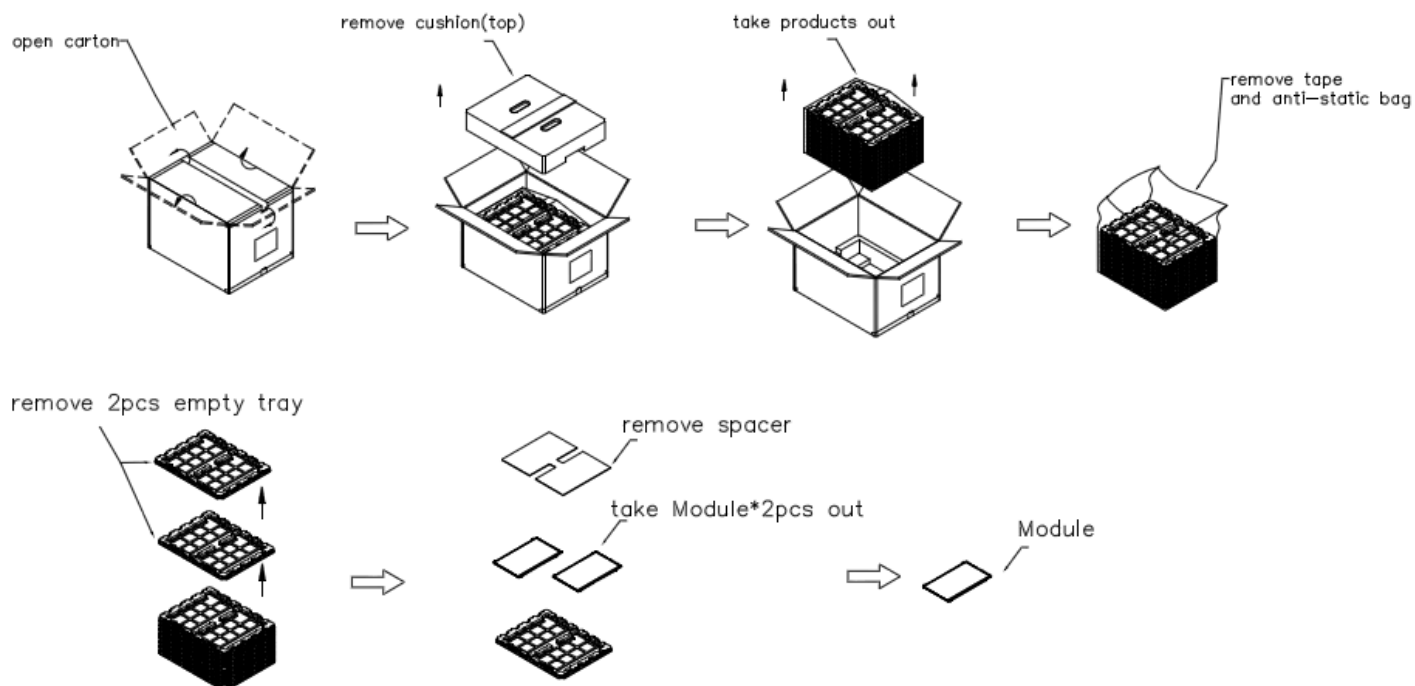 open carton
remove cushion(top)
take products out
remove tape
and anti-static bag
remove 2pcs empty tray
remove spacer
take Module*2pcs out
Module